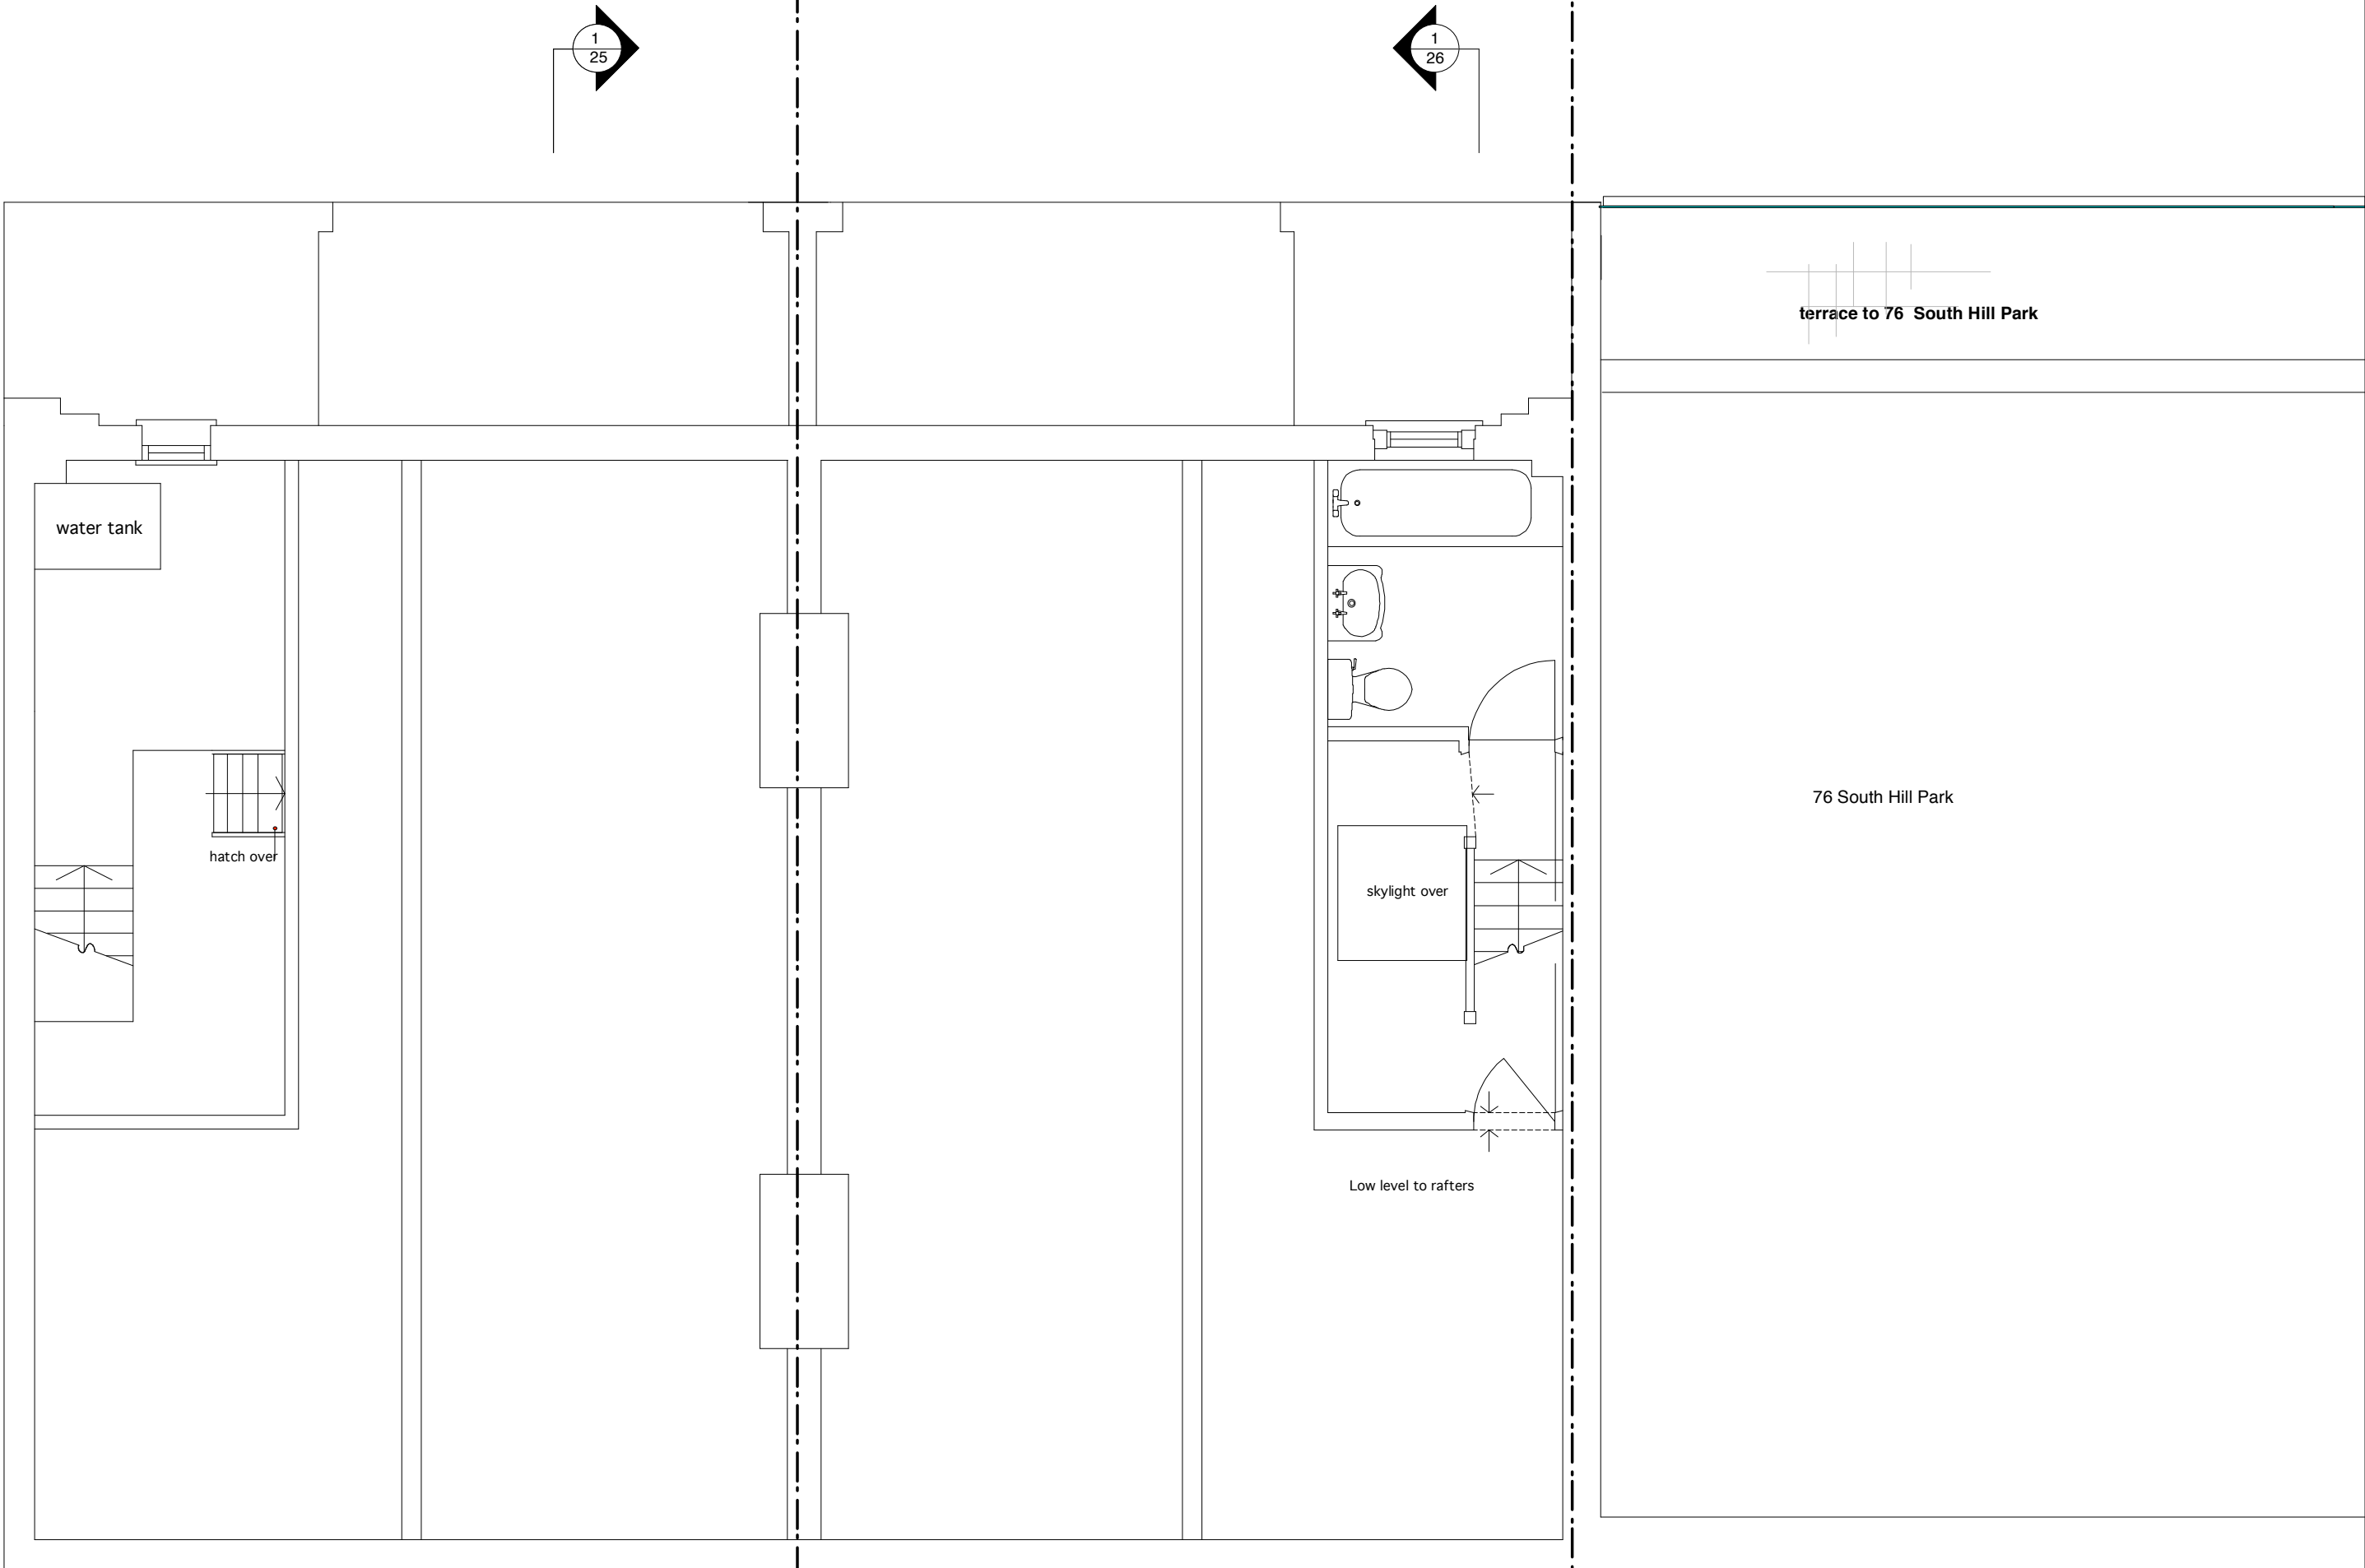 1
25
1
26
terrace to 76 South Hill Park
water tank
76 South Hill Park
hatch over
skylight over
Low level to rafters